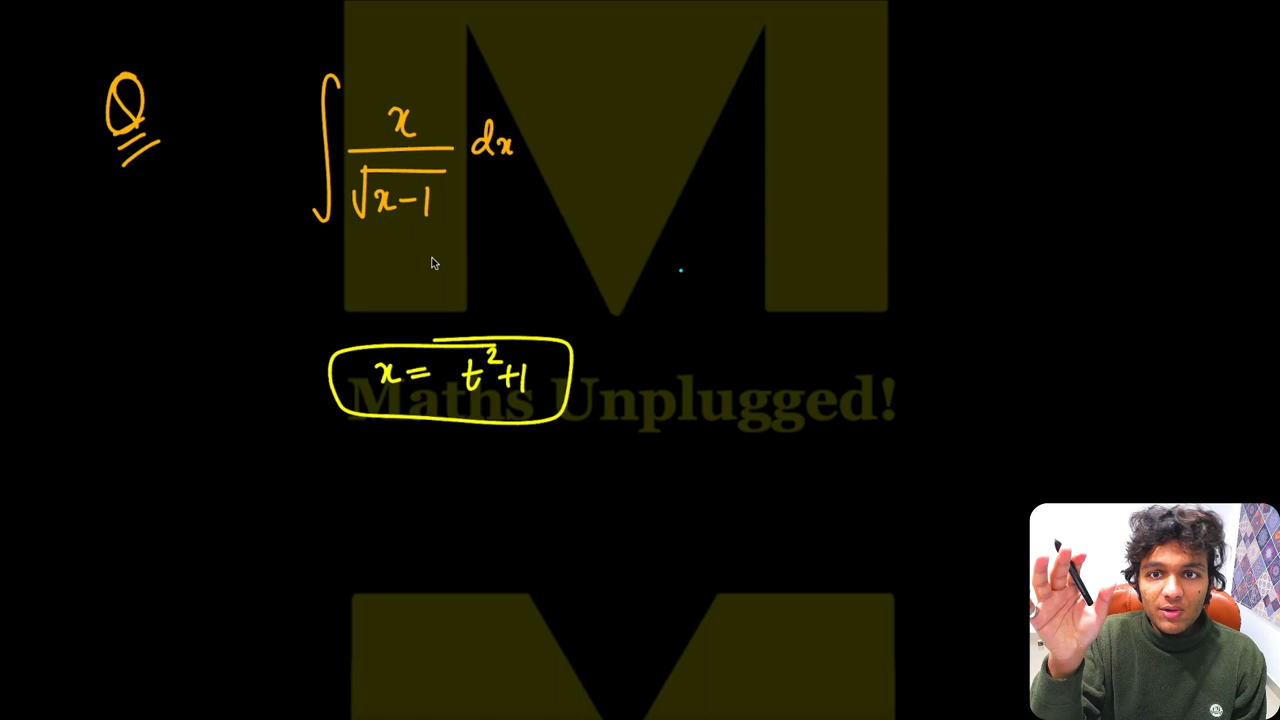 Q
∫ x/√(x-1) dx
x = t²+1
Maths Unplugged!